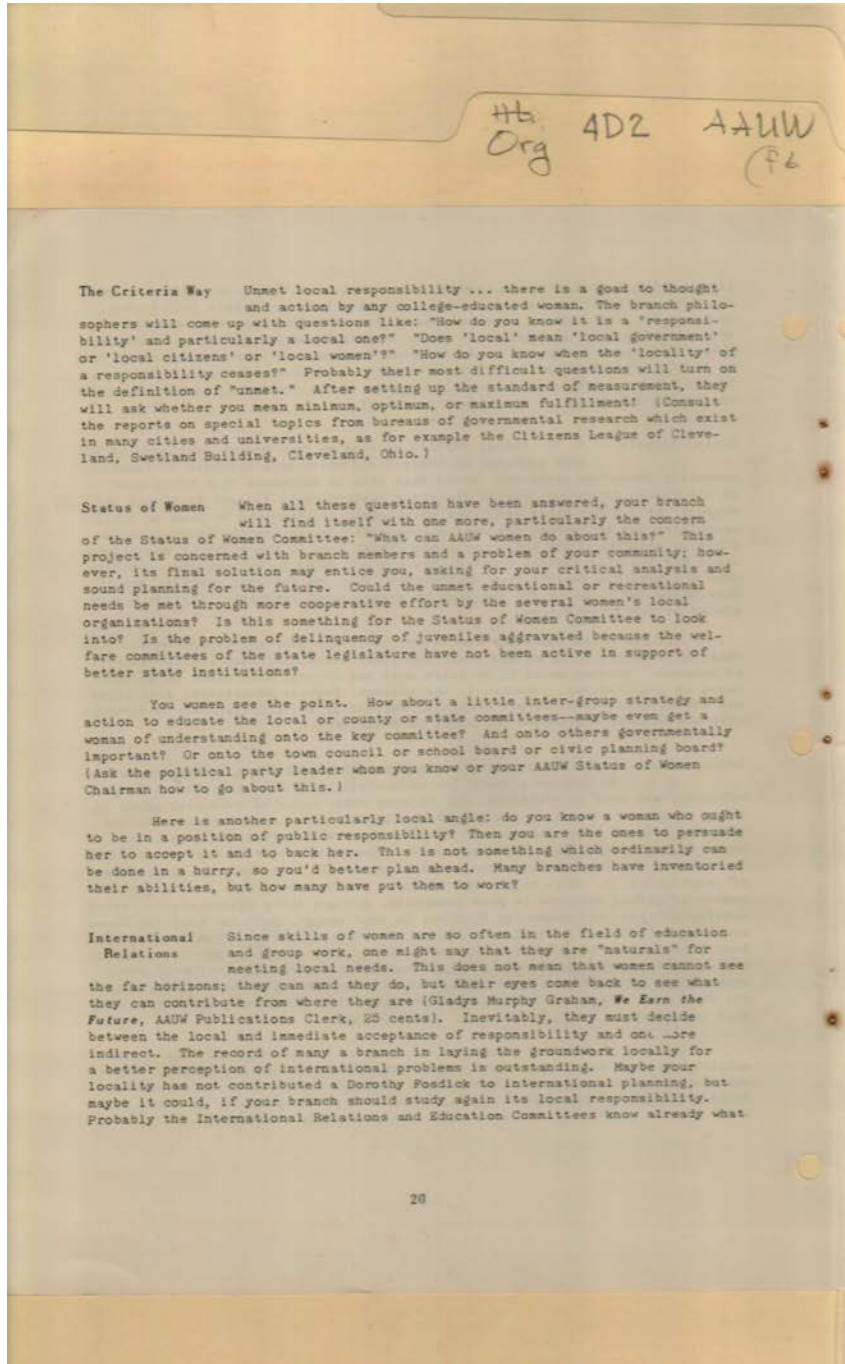 Hb.
Org 4D2 AAUW
The Criteria Way Unmet local responsibility ... there is a goad to thought
and action by any college-educated woman. The branch philo-
sophers will come up with questions like: "How do you know it is a 'responsi-
bility' and particularly a local one?" "Does 'local' mean 'local government'
or 'local citizens' or 'local women'?" "How do you know when the 'locality' of
a responsibility ceases?" Probably their most difficult questions will turn on
the definition of "unmet." After setting up the standard of measurement, they
will ask whether you mean minimum, optimum, or maximum fulfillment! (Consult
the reports on special topics from bureaus of governmental research which exist
in many cities and universities, as for example the Citizens League of Cleve-
land, Swetland Building, Cleveland, Ohio.)
Status of Women When all these questions have been answered, your branch
will find itself with one more, particularly the concern
of the Status of Women Committee: "What can AAUW women do about this?" This
project is concerned with branch members and a problem of your community; how-
ever, its final solution may entice you, asking for your critical analysis and
sound planning for the future. Could the unmet educational or recreational
needs be met through more cooperative effort by the several women's local
organizations? Is this something for the Status of Women Committee to look
into? Is the problem of delinquency of juveniles aggravated because the wel-
fare committees of the state legislature have not been active in support of
better state institutions?
You women see the point. How about a little inter-group strategy and
action to educate the local or county or state committees--maybe even get a
woman of understanding onto the key committee? And onto others governmentally
important? Or onto the town council or school board or civic planning board?
(Ask the political party leader whom you know or your AAUW Status of Women
Chairman how to go about this.)
Here is another particularly local angle: do you know a woman who ought
to be in a position of public responsibility? Then you are the ones to persuade
her to accept it and to back her. This is not something which ordinarily can
be done in a hurry, so you'd better plan ahead. Many branches have inventoried
their abilities, but how many have put them to work?
International Since skills of women are so often in the field of education
Relations and group work, one might say that they are "naturals" for
meeting local needs. This does not mean that women cannot see
the far horizons; they can and they do, but their eyes come back to see what
they can contribute from where they are (Gladys Murphy Graham, We Earn the
Future, AAUW Publications Clerk, 25 cents). Inevitably, they must decide
between the local and immediate acceptance of responsibility and one more
indirect. The record of many a branch in laying the groundwork locally for
a better perception of international problems is outstanding. Maybe your
locality has not contributed a Dorothy Fosdick to international planning, but
maybe it could, if your branch should study again its local responsibility.
Probably the International Relations and Education Committees know already what
20